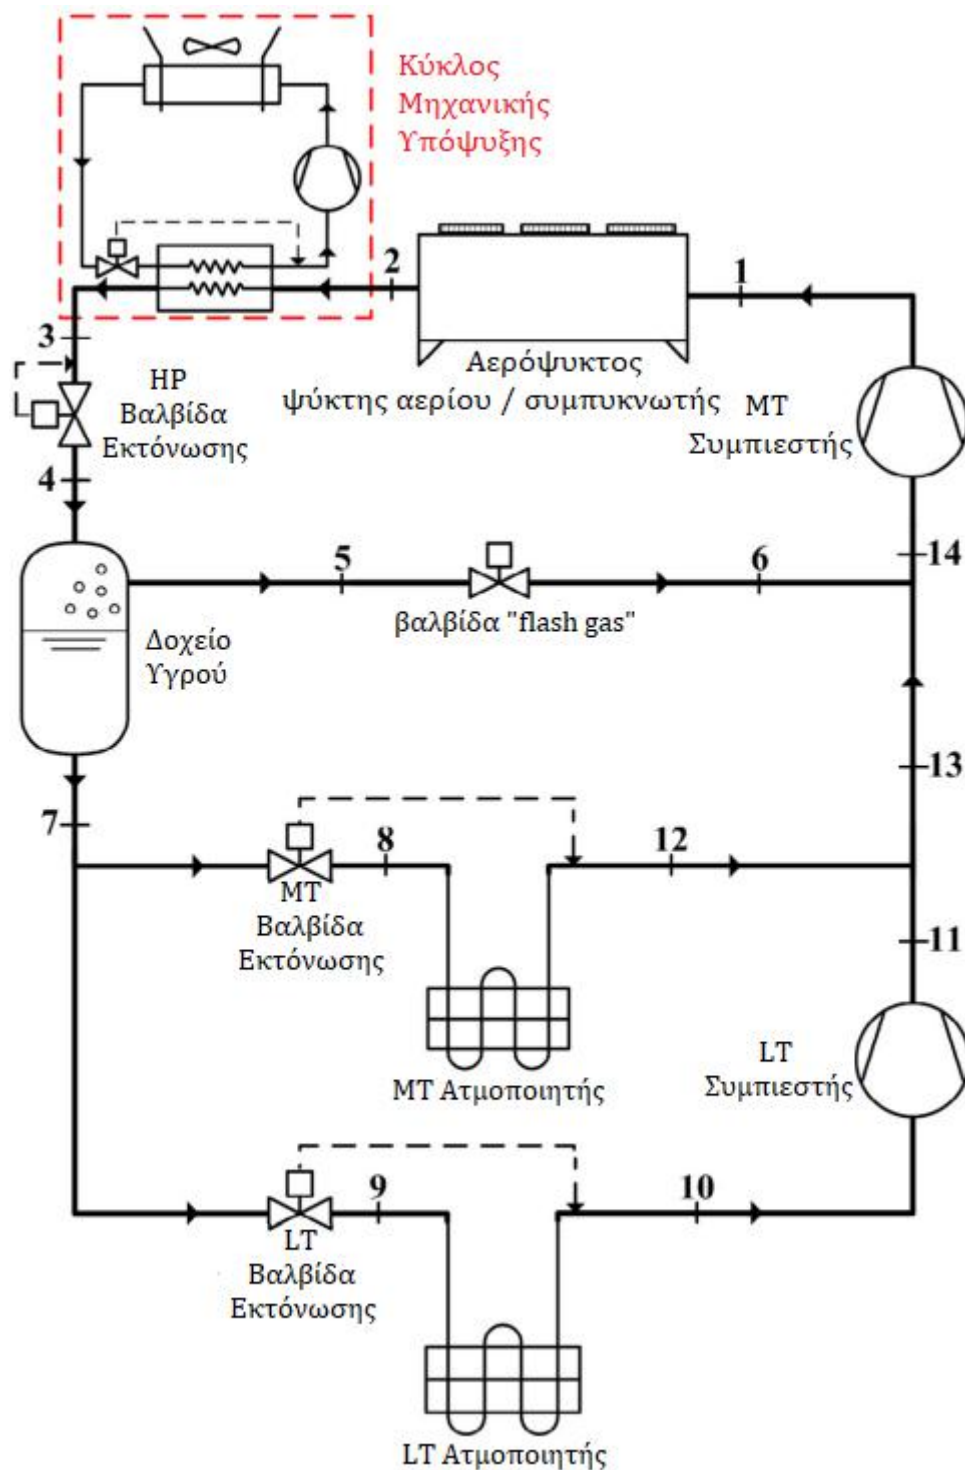 Κύκλος
Μηχανικής
Υπόψυξης
2
1
3
HP
Βαλβίδα
Εκτόνωσης
Αερόψυκτος
ψύκτης αερίου / συμπυκνωτής
MT
Συμπιεστής
4
14
5
6
βαλβίδα "flash gas"
Δοχείο
Υγρού
13
7
8
12
MT
Βαλβίδα
Εκτόνωσης
11
MT Ατμοποιητής
LT
Συμπιεστής
9
10
LT
Βαλβίδα
Εκτόνωσης
LT Ατμοποιητής